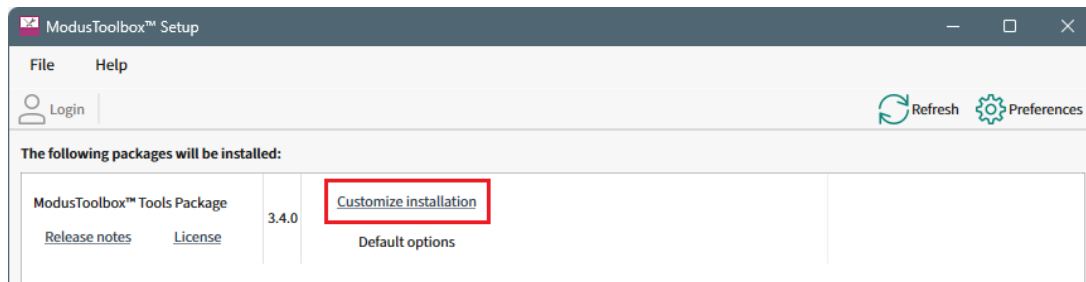 ModusToolbox™ Setup
File Help
Login Refresh Preferences
The following packages will be installed:
ModusToolbox™ Tools Package 3.4.0 Customize installation
Release notes License Default options